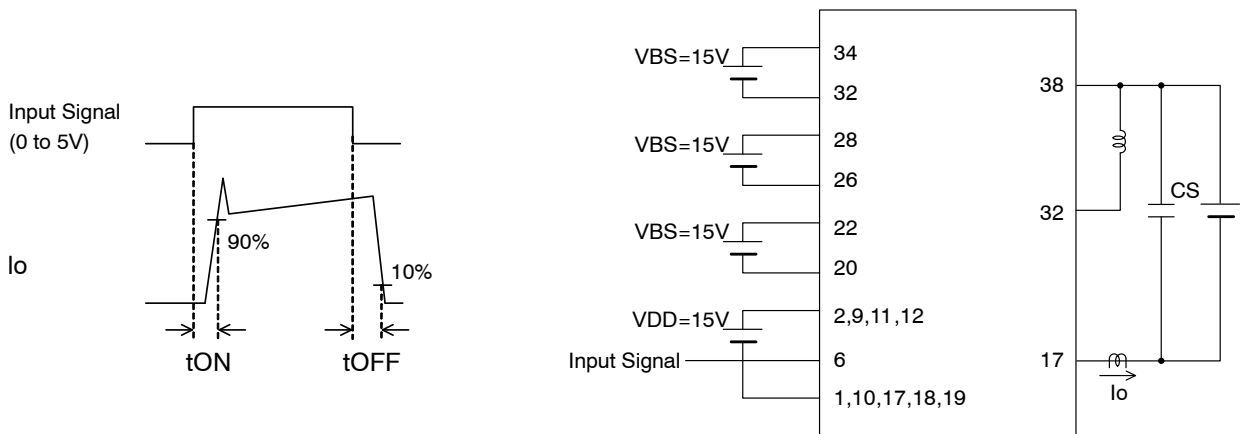 Input Signal
(0 to 5V)
Io
90%
10%
tON
tOFF
VBS=15V
34
32
VBS=15V
28
26
VBS=15V
22
20
VDD=15V
2,9,11,12
Input Signal
6
1,10,17,18,19
38
32
17
CS
Io